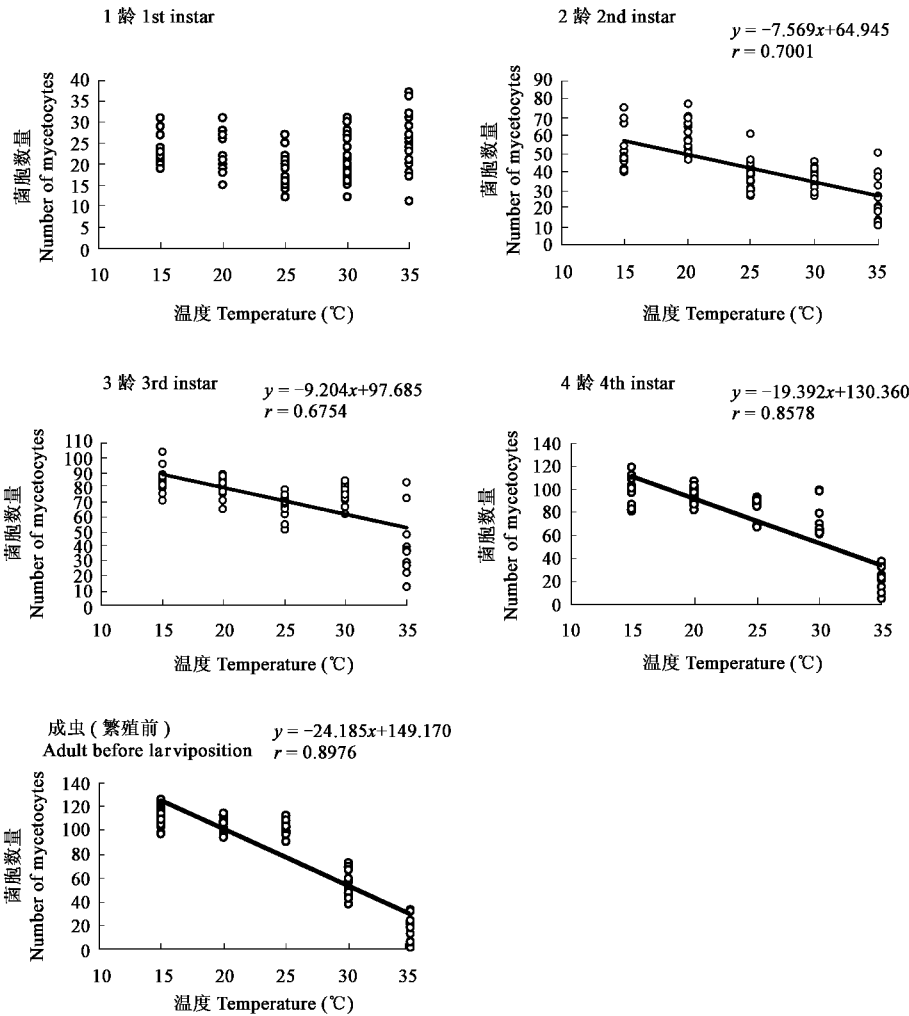 1 龄 1st instar
菌胞数量
Number of mycetocytes
40
35
30
25
20
15
10
5
0
10 15 20 25 30 35
温度 Temperature (℃)
2 龄 2nd instar
y = −7.569x+64.945
r = 0.7001
菌胞数量
Number of mycetocytes
90
80
70
60
50
40
30
20
10
0
10 15 20 25 30 35
温度 Temperature (℃)
3 龄 3rd instar
y = −9.204x+97.685
r = 0.6754
菌胞数量
Number of mycetocytes
110
100
90
80
70
60
50
40
30
20
10
0
10 15 20 25 30 35
温度 Temperature (℃)
4 龄 4th instar
y = −19.392x+130.360
r = 0.8578
菌胞数量
Number of mycetocytes
140
120
100
80
60
40
20
0
10 15 20 25 30 35
温度 Temperature (℃)
成虫 ( 繁殖前 )
Adult before larviposition
y = −24.185x+149.170
r = 0.8976
菌胞数量
Number of mycetocytes
140
120
100
80
60
40
20
0
10 15 20 25 30 35
温度 Temperature (℃)